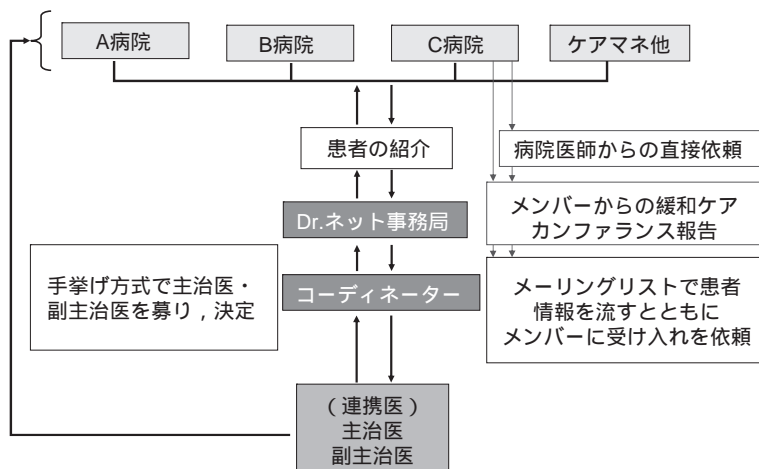 A病院
B病院
C病院
ケアマネ他
患者の紹介
病院医師からの直接依頼
Dr.ネット事務局
メンバーからの緩和ケア
カンファランス報告
手挙げ方式で主治医・
副主治医を募り，決定
コーディネーター
メーリングリストで患者
情報を流すとともに
メンバーに受け入れを依頼
（連携医）
主治医
副主治医